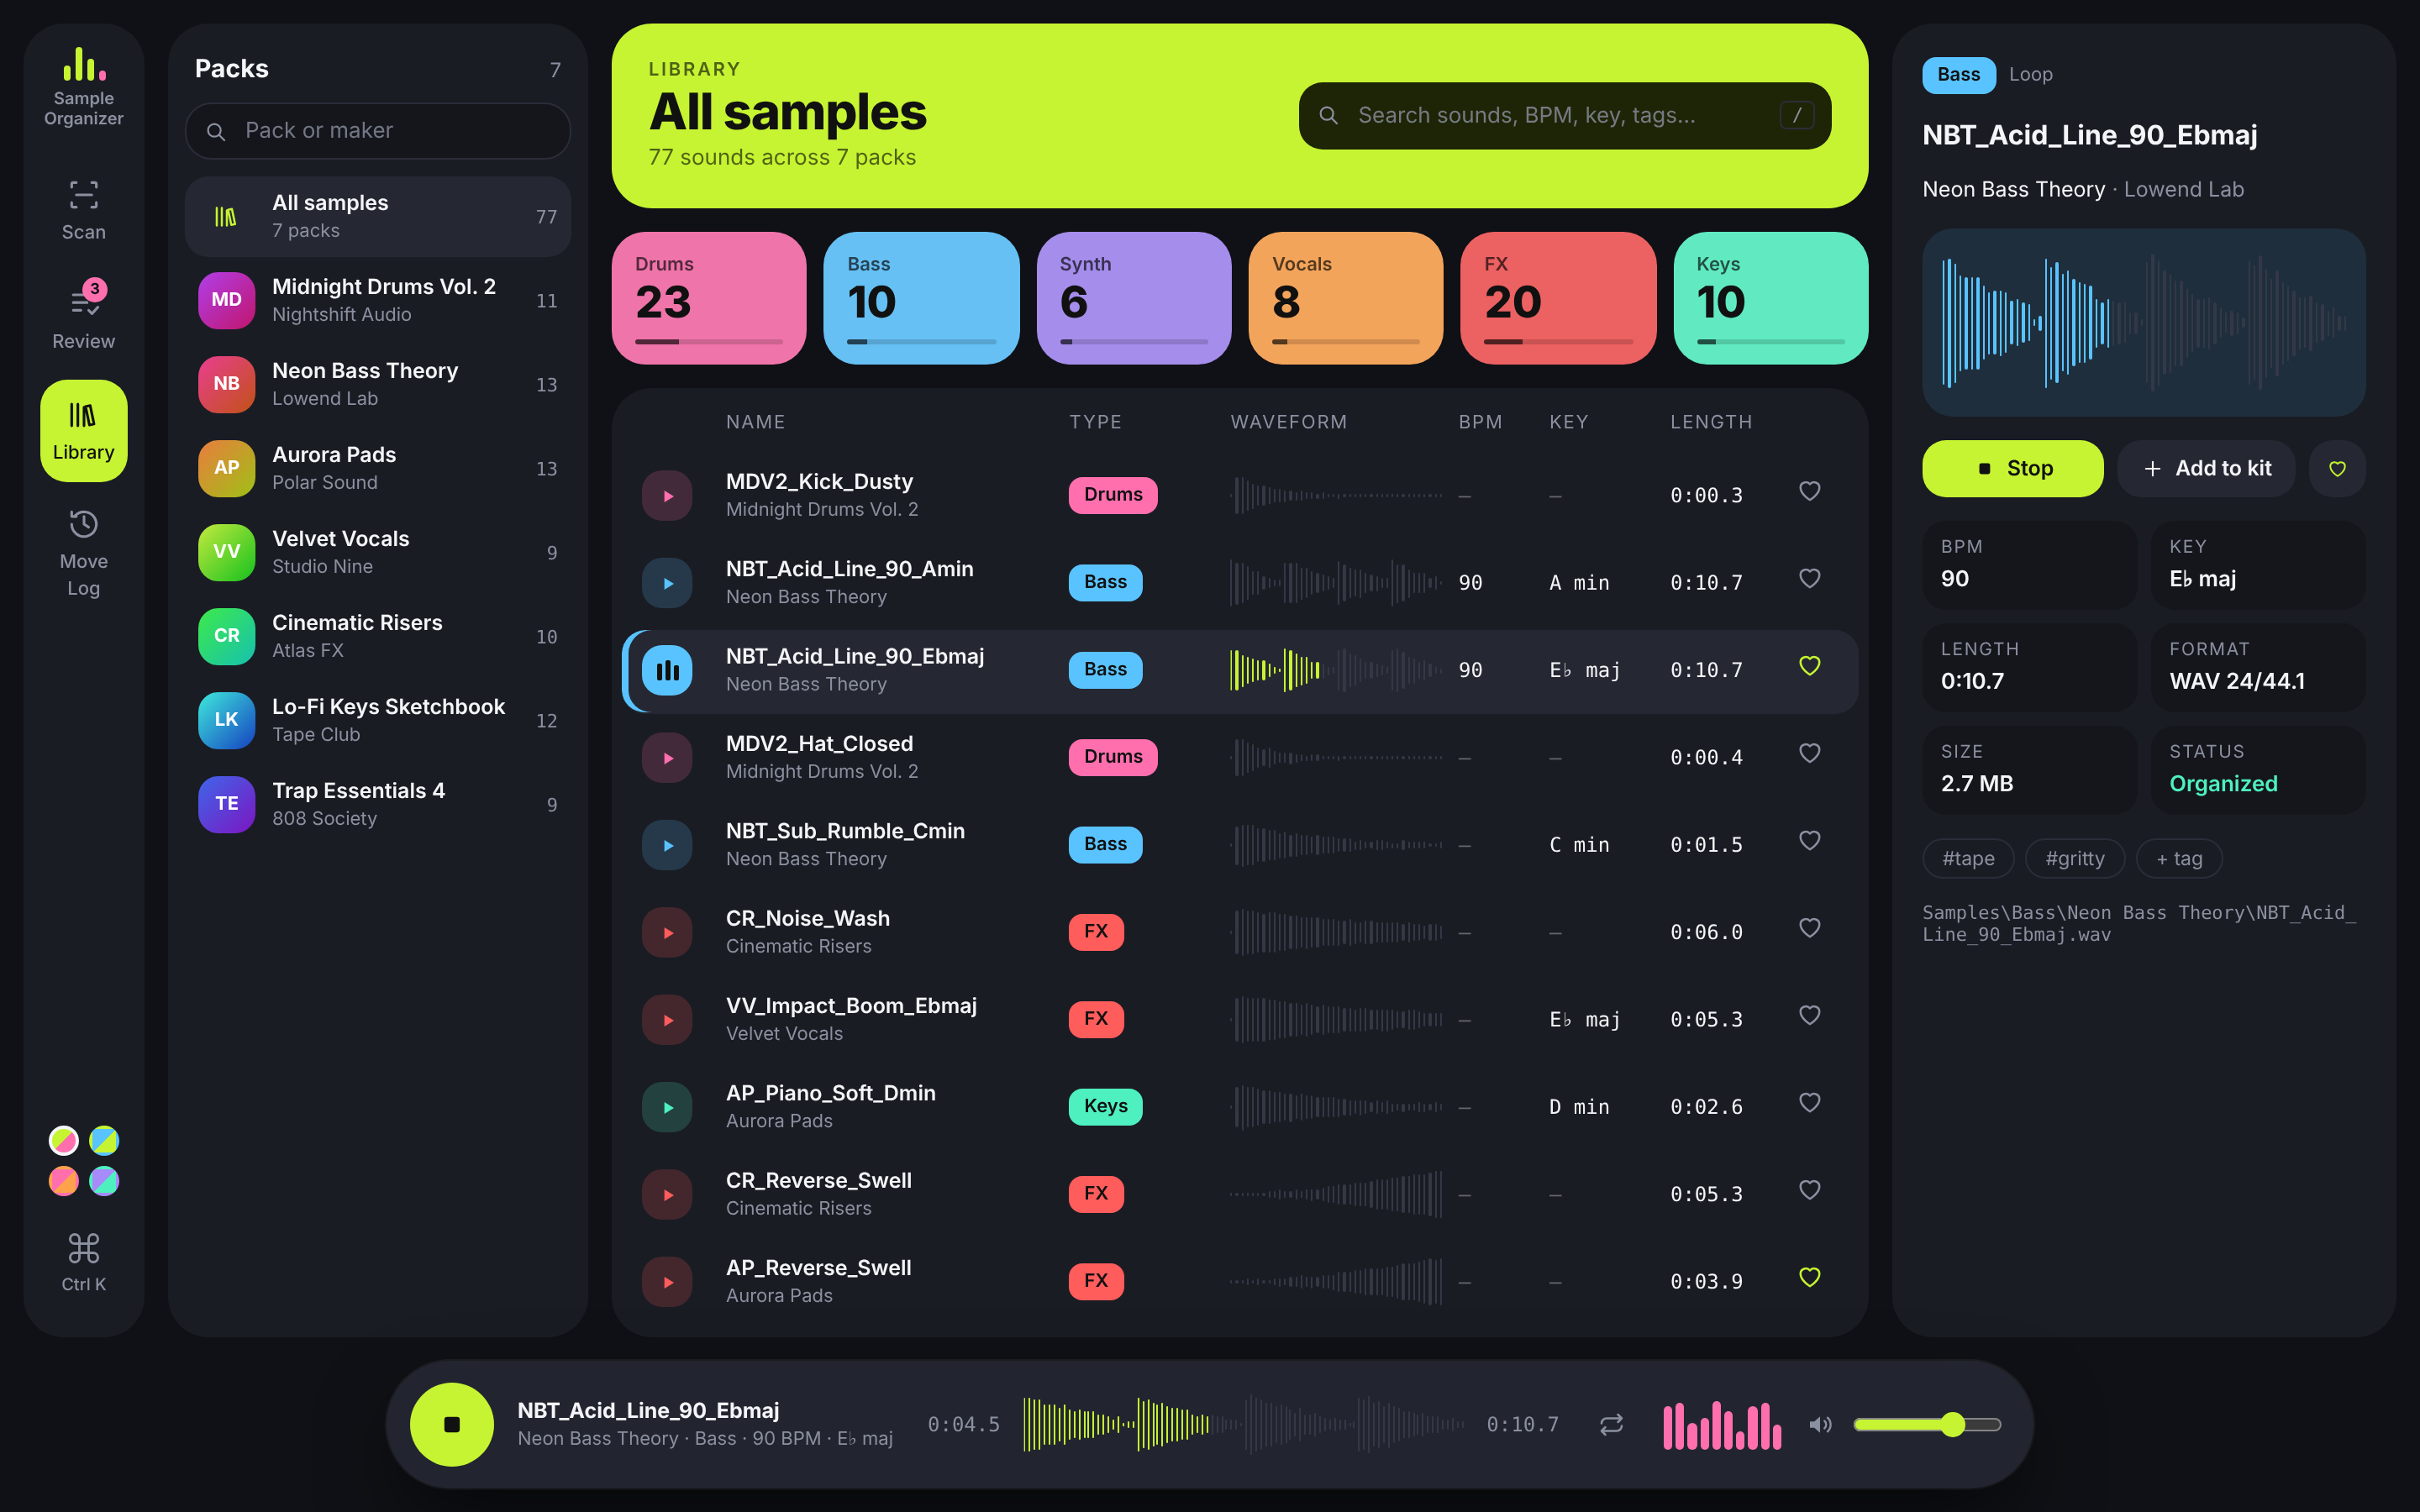 Sample
Organizer
Scan
3
Review
Library
Move
Log
Ctrl K
Packs
7
Pack or maker
All samples
7 packs
77
MD
Midnight Drums Vol. 2
Nightshift Audio
11
NB
Neon Bass Theory
Lowend Lab
13
AP
Aurora Pads
Polar Sound
13
VV
Velvet Vocals
Studio Nine
9
CR
Cinematic Risers
Atlas FX
10
LK
Lo-Fi Keys Sketchbook
Tape Club
12
TE
Trap Essentials 4
808 Society
9
LIBRARY
All samples
77 sounds across 7 packs
Search sounds, BPM, key, tags...
/
Drums
23
Bass
10
Synth
6
Vocals
8
FX
20
Keys
10
NAME TYPE WAVEFORM BPM KEY LENGTH
MDV2_Kick_Dusty
Midnight Drums Vol. 2
Drums – – 0:00.3
NBT_Acid_Line_90_Amin
Neon Bass Theory
Bass 90 A min 0:10.7
NBT_Acid_Line_90_Ebmaj
Neon Bass Theory
Bass 90 E♭ maj 0:10.7
MDV2_Hat_Closed
Midnight Drums Vol. 2
Drums – – 0:00.4
NBT_Sub_Rumble_Cmin
Neon Bass Theory
Bass – C min 0:01.5
CR_Noise_Wash
Cinematic Risers
FX – – 0:06.0
VV_Impact_Boom_Ebmaj
Velvet Vocals
FX – E♭ maj 0:05.3
AP_Piano_Soft_Dmin
Aurora Pads
Keys – D min 0:02.6
CR_Reverse_Swell
Cinematic Risers
FX – – 0:05.3
AP_Reverse_Swell
Aurora Pads
FX – – 0:03.9
Bass Loop
NBT_Acid_Line_90_Ebmaj
Neon Bass Theory · Lowend Lab
Stop
Add to kit
BPM
90
KEY
E♭ maj
LENGTH
0:10.7
FORMAT
WAV 24/44.1
SIZE
2.7 MB
STATUS
Organized
#tape #gritty + tag
Samples\Bass\Neon Bass Theory\NBT_Acid_
Line_90_Ebmaj.wav
NBT_Acid_Line_90_Ebmaj
Neon Bass Theory · Bass · 90 BPM · E♭ maj
0:04.5
0:10.7